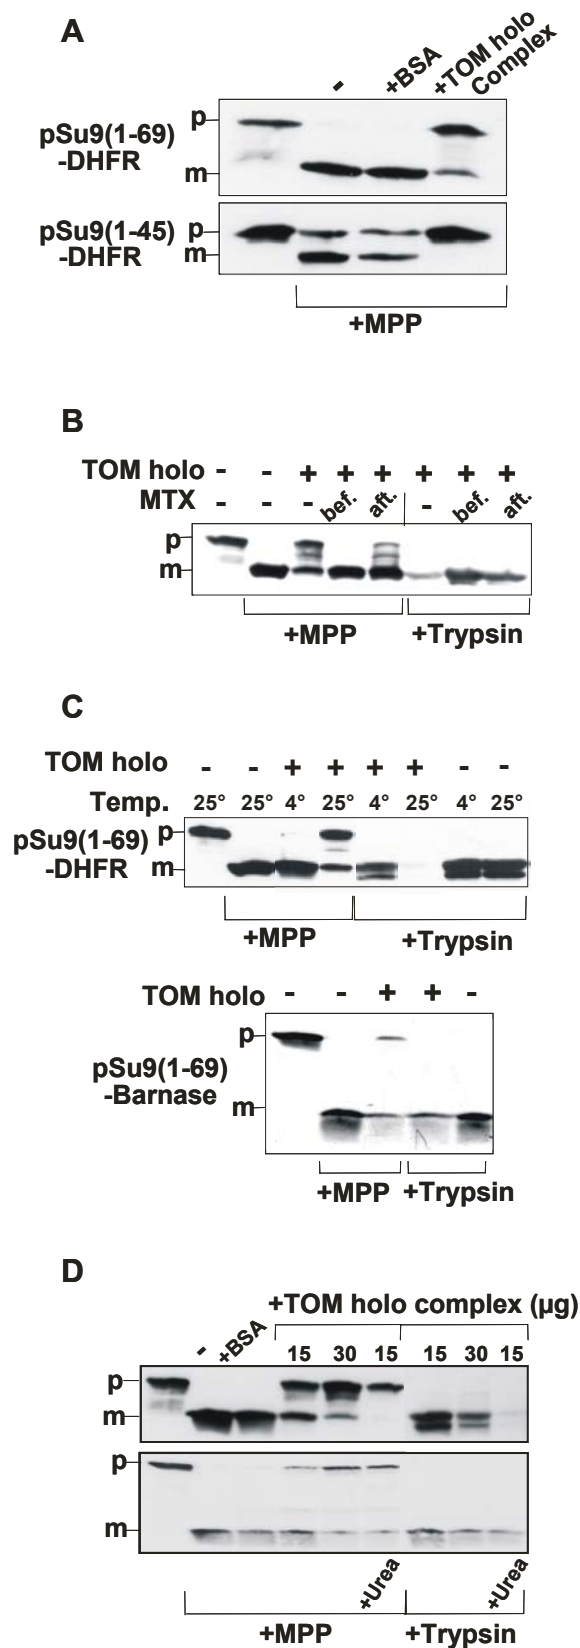 A
- +BSA +TOM holo Complex
pSu9(1-69) -DHFR p m
pSu9(1-45) -DHFR p m
+MPP
B
TOM holo - - + + + + + +
MTX - - - bef. aft. - bef. aft.
p
m
+MPP +Trypsin
C
TOM holo - - + + + + - -
Temp. 25° 25° 4° 25° 4° 25° 4° 25°
pSu9(1-69) p
-DHFR m
+MPP +Trypsin
TOM holo - - + + -
p
pSu9(1-69)
-Barnase
m
+MPP +Trypsin
D
+TOM holo complex (µg)
- +BSA 15 30 15 15 30 15
p
m
p
m
+Urea +Urea
+MPP +Trypsin